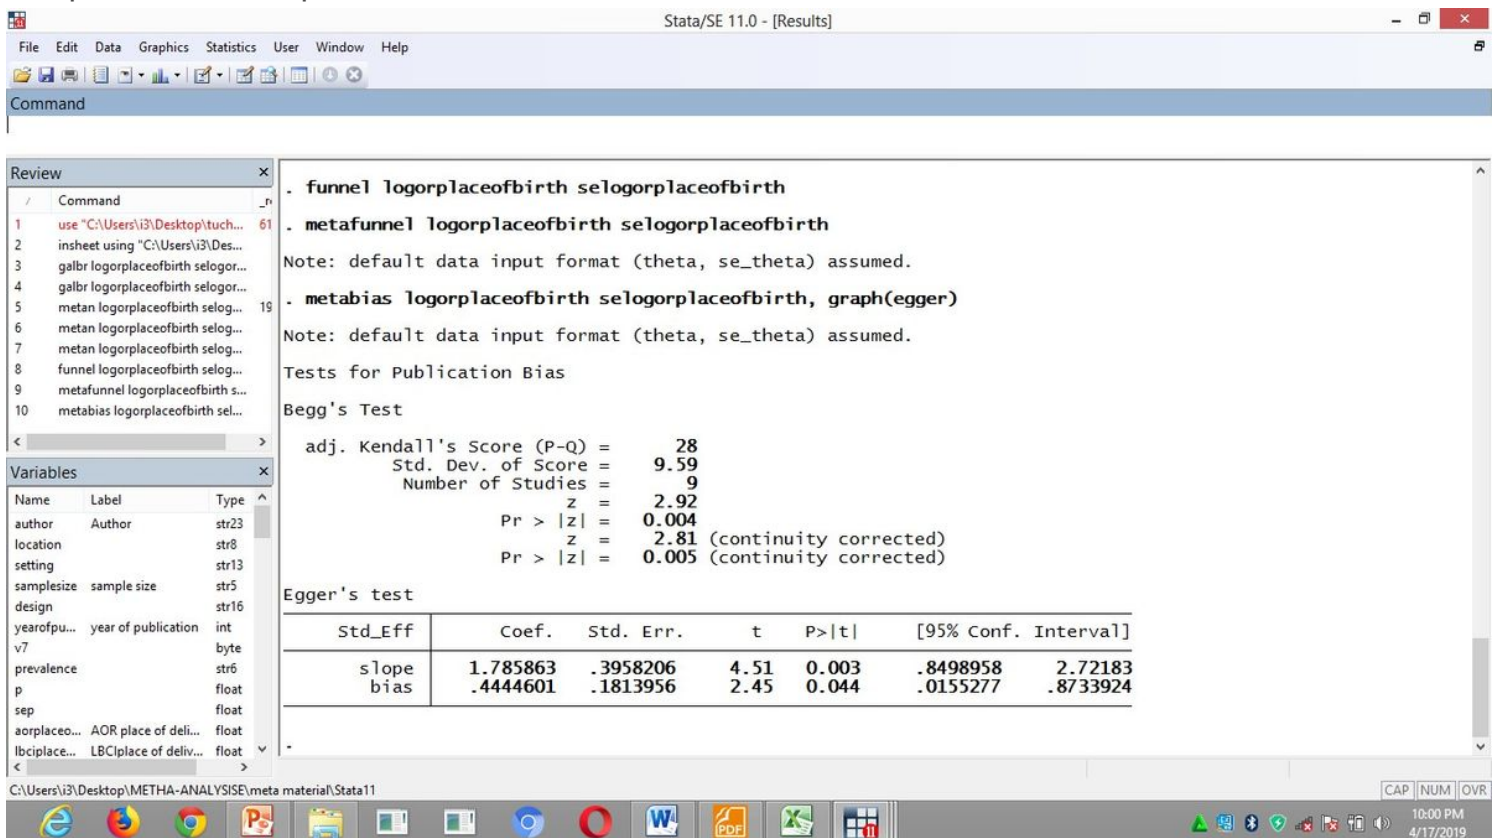 Stata/SE 11.0 - [Results]
File Edit Data Graphics Statistics User Window Help
Command
Review
Command _r
1 use "C:\Users\i3\Desktop\tuch... 61
2 insheet using "C:\Users\i3\Des...
3 galbr logorplaceofbirth selogor...
4 galbr logorplaceofbirth selogor...
5 metan logorplaceofbirth selog... 19
6 metan logorplaceofbirth selog...
7 metan logorplaceofbirth selog...
8 funnel logorplaceofbirth selog...
9 metafunnel logorplaceofbirth s...
10 metabias logorplaceofbirth sel...
Variables
Name Label Type
author Author str23
location str8
setting str13
samplesize sample size str5
design str16
yearofpu... year of publication int
v7 byte
prevalence str6
p float
sep float
aorplaceo... AOR place of deli... float
lbciplace... LBCIplace of deliv... float
. funnel logorplaceofbirth selogorplaceofbirth
. metafunnel logorplaceofbirth selogorplaceofbirth
Note: default data input format (theta, se_theta) assumed.
. metabias logorplaceofbirth selogorplaceofbirth, graph(egger)
Note: default data input format (theta, se_theta) assumed.
Tests for Publication Bias
Begg's Test
adj. Kendall's Score (P-Q) = 28
Std. Dev. of Score = 9.59
Number of Studies = 9
z = 2.92
Pr > |z| = 0.004
z = 2.81 (continuity corrected)
Pr > |z| = 0.005 (continuity corrected)
Egger's test
Std_Eff Coef. Std. Err. t P>|t| [95% Conf. Interval]
slope 1.785863 .3958206 4.51 0.003 .8498958 2.72183
bias .4444601 .1813956 2.45 0.044 .0155277 .8733924
.
C:\Users\i3\Desktop\METHA-ANALYSISE\meta material\Stata11
CAP NUM OVR
10:00 PM
4/17/2019